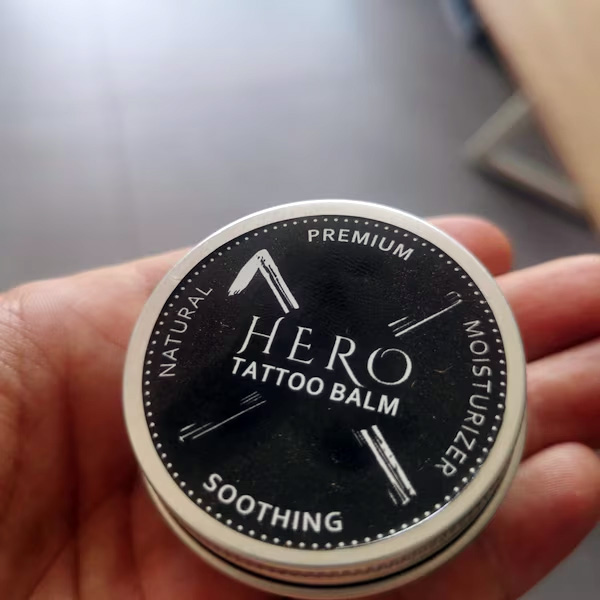 PREMIUM
NATURAL
MOISTURIZER
HERO
TATTOO BALM
SOOTHING